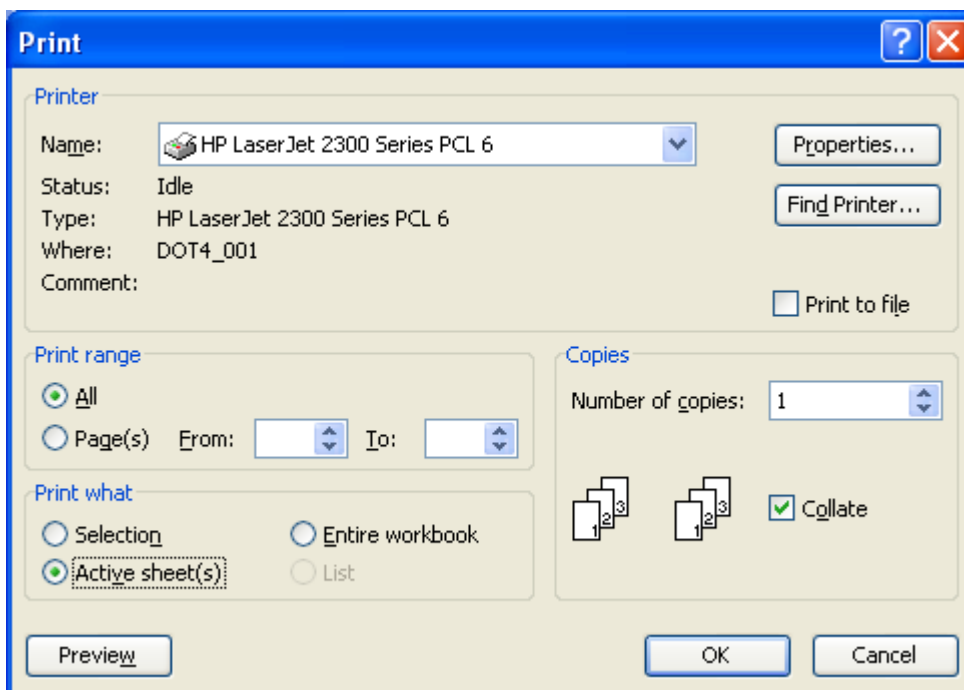 Print
Printer
Name: HP LaserJet 2300 Series PCL 6 Properties...
Status: Idle
Find Printer...
Type: HP LaserJet 2300 Series PCL 6
Where: DOT4_001
Comment:
Print to file
Print range
All
Page(s) From: To:
Copies
Number of copies: 1
1 2 3 1 2 3 Collate
Print what
Selection Entire workbook
Active sheet(s) List
Preview OK Cancel